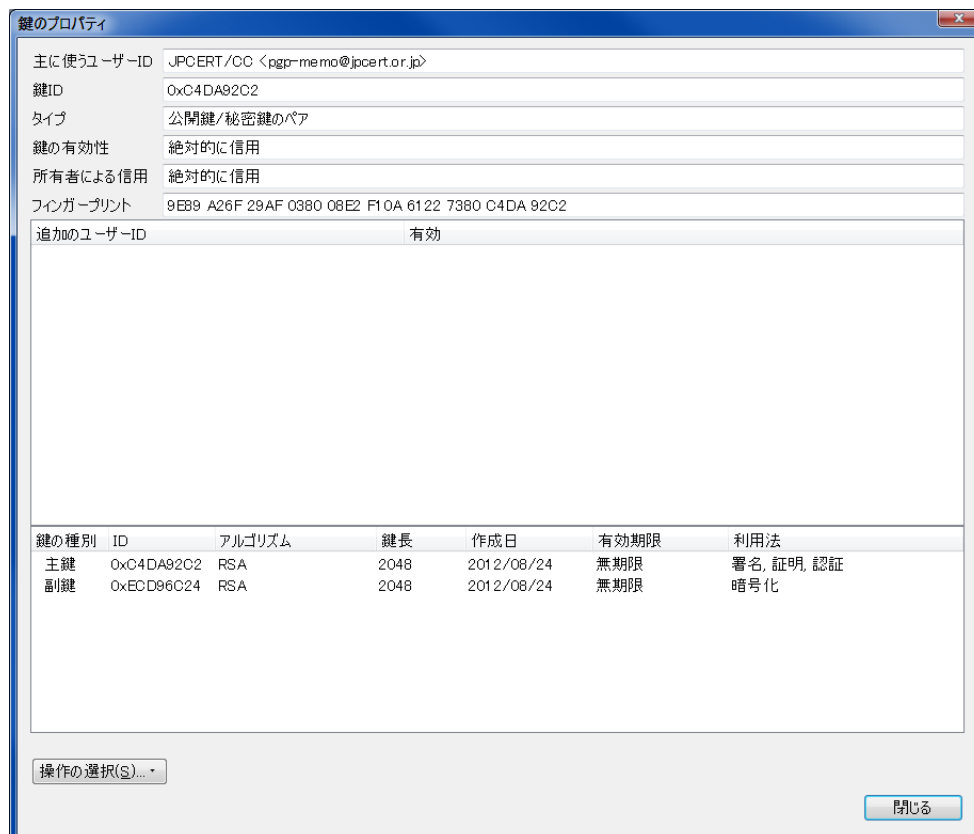 鍵のプロパティ
主に使うユーザーID JPCERT/CC <pgp-memo@jpcert.or.jp>
鍵ID 0xC4DA92C2
タイプ 公開鍵/秘密鍵のペア
鍵の有効性 絶対的に信用
所有者による信用 絶対的に信用
フィンガープリント 9E89 A26F 29AF 0380 08E2 F10A 6122 7380 C4DA 92C2
追加のユーザーID 有効
鍵の種別 ID アルゴリズム 鍵長 作成日 有効期限 利用法
主鍵 0xC4DA92C2 RSA 2048 2012/08/24 無期限 署名, 証明, 認証
副鍵 0xECD96C24 RSA 2048 2012/08/24 無期限 暗号化
操作の選択(S)...
閉じる